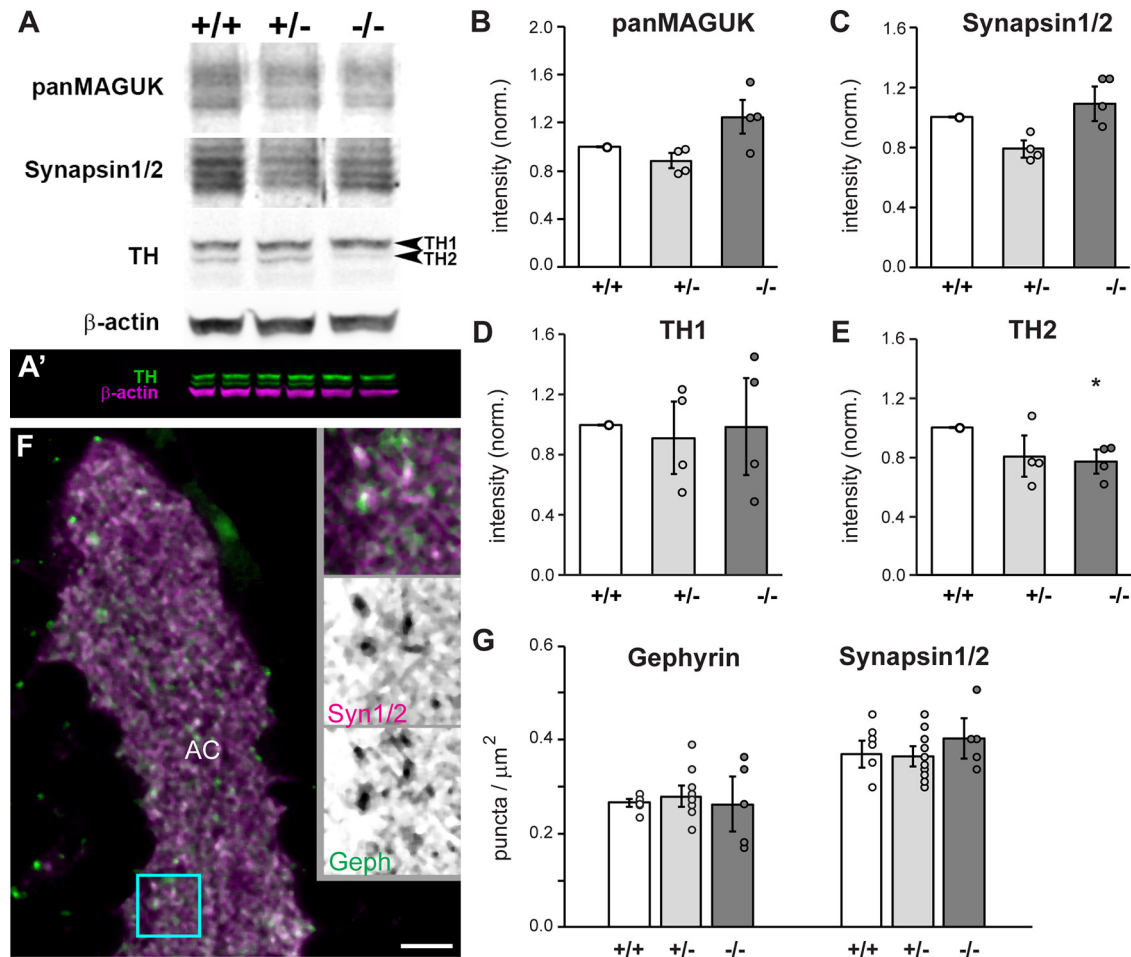 A
+/+ +/- -/-
panMAGUK
Synapsin1/2
TH
TH1
TH2
β-actin
A’
TH
β-actin
B
panMAGUK
intensity (norm.)
2.0
1.6
1.2
0.8
0.4
0.0
+/+ +/- -/-
C
Synapsin1/2
intensity (norm.)
1.6
1.2
0.8
0.4
0.0
+/+ +/- -/-
D
TH1
intensity (norm.)
1.6
1.2
0.8
0.4
0.0
+/+ +/- -/-
E
TH2
intensity (norm.)
1.6
1.2
0.8
0.4
0.0
*
+/+ +/- -/-
F
AC
Syn1/2
Geph
G
Gephyrin Synapsin1/2
puncta / μm²
0.6
0.4
0.2
0.0
+/+ +/- -/- +/+ +/- -/-